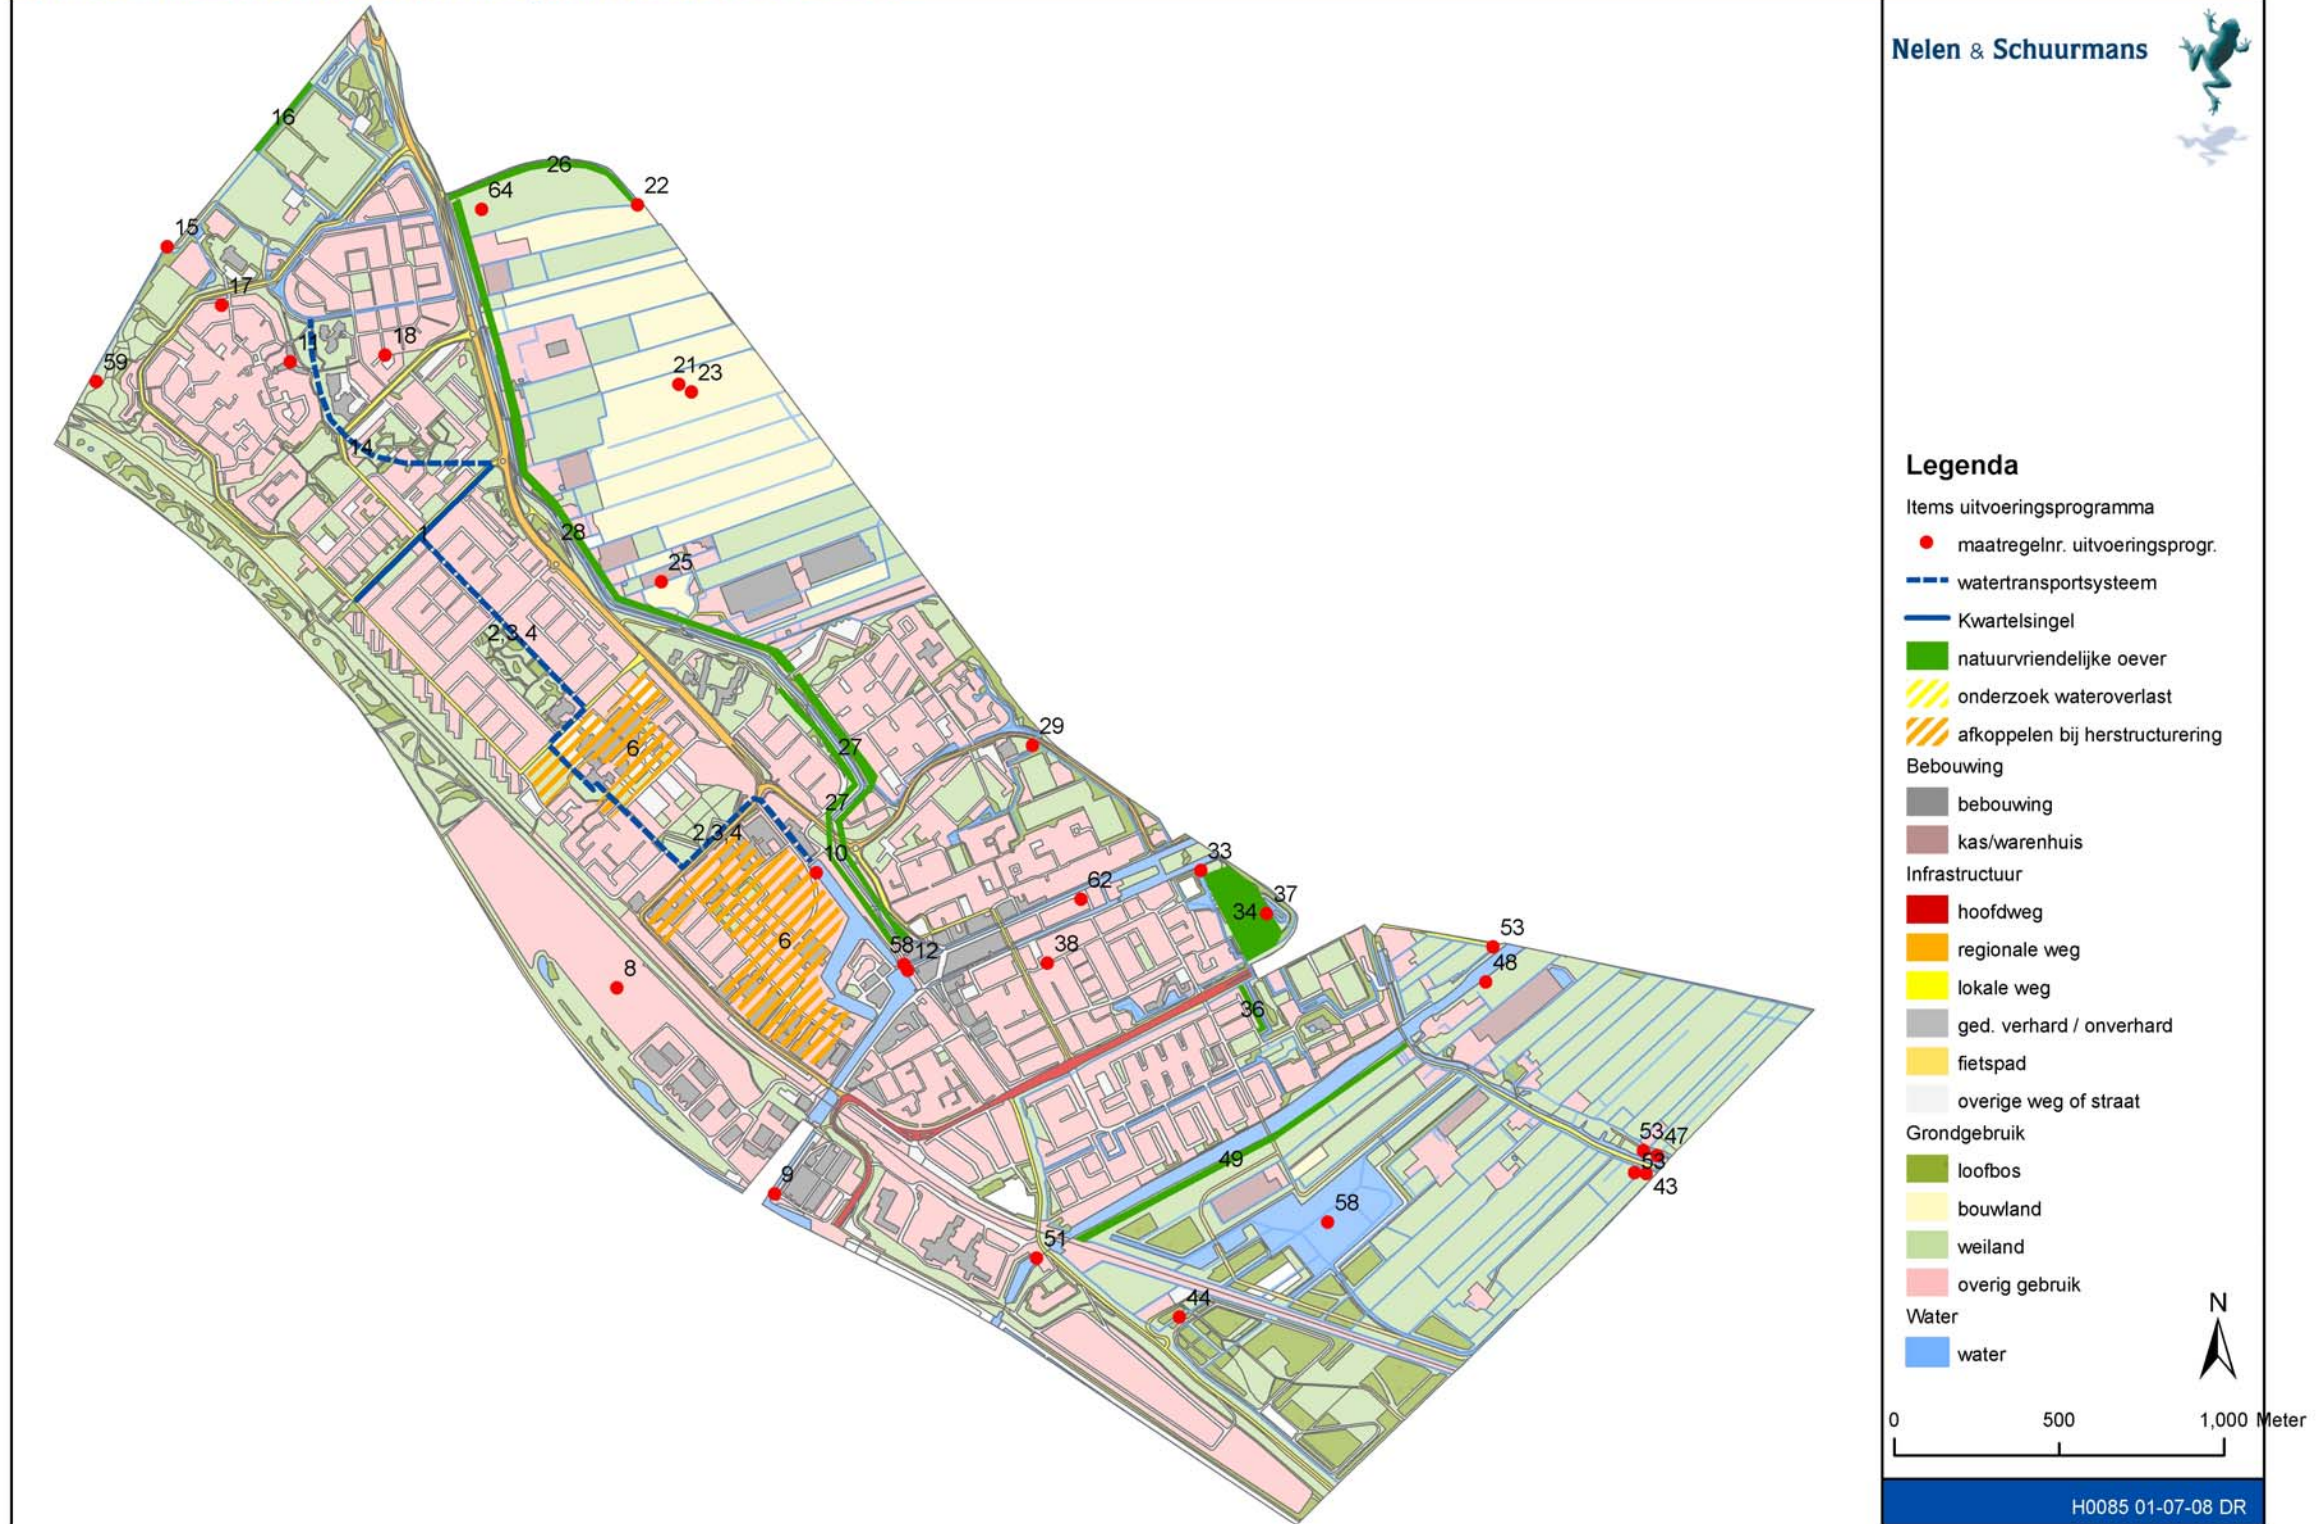 Nelen & Schuurmans
16
26
64
22
15
17
11
18
59
21
23
14
28
1
25
2,3,4
29
6
27
27
2,3,4
10
33
62
37
34
6
58
12
38
53
8
48
36
53
47
49
53
9
43
58
51
44
Legenda
Items uitvoeringsprogramma
maatregelnr. uitvoeringsprogr.
watertransportsysteem
Kwartelsingel
natuurvriendelijke oever
onderzoek wateroverlast
afkoppelen bij herstructurering
Bebouwing
bebouwing
kas/warenhuis
Infrastructuur
hoofdweg
regionale weg
lokale weg
ged. verhard / onverhard
fietspad
overige weg of straat
Grondgebruik
loofbos
bouwland
weiland
overig gebruik
Water
water
N
0 500 1,000 Meter
H0085 01-07-08 DR